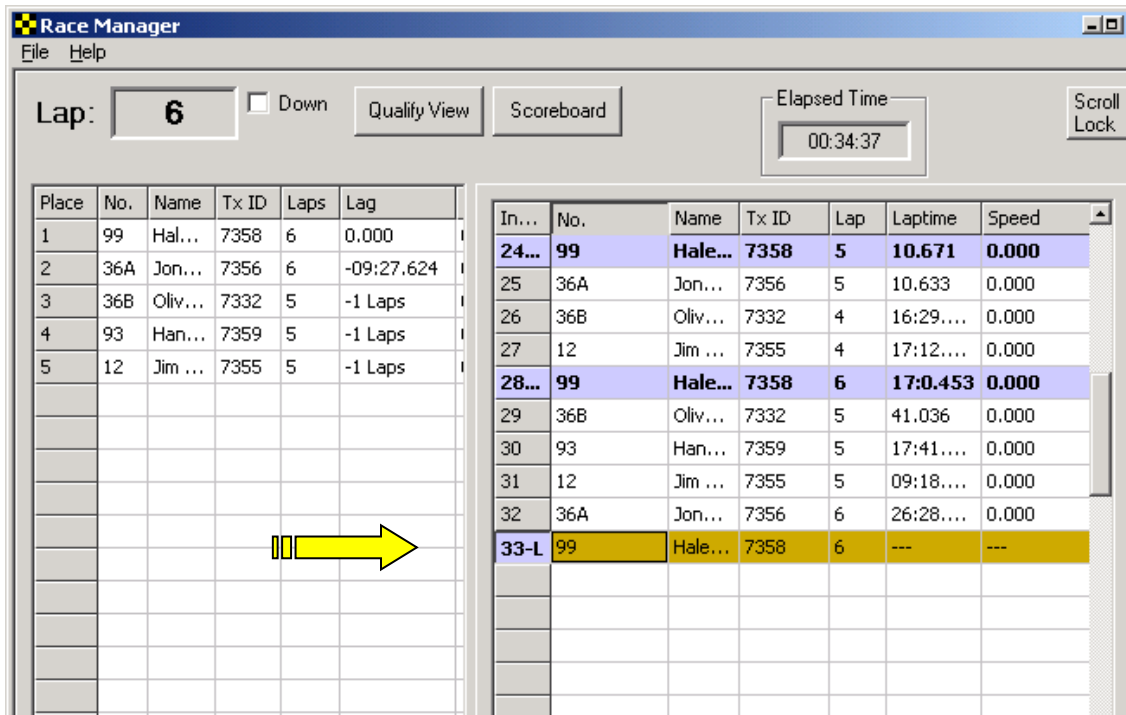 Race Manager
File Help
Lap: 6 Down Qualify View Scoreboard Elapsed Time 00:34:37 Scroll Lock
Place No. Name Tx ID Laps Lag
1 99 Hal... 7358 6 0.000
2 36A Jon... 7356 6 -09:27.624
3 36B Oliv... 7332 5 -1 Laps
4 93 Han... 7359 5 -1 Laps
5 12 Jim ... 7355 5 -1 Laps
In... No. Name Tx ID Lap Laptime Speed
24... 99 Hale... 7358 5 10.671 0.000
25 36A Jon... 7356 5 10.633 0.000
26 36B Oliv... 7332 4 16:29.... 0.000
27 12 Jim ... 7355 4 17:12.... 0.000
28... 99 Hale... 7358 6 17:0.453 0.000
29 36B Oliv... 7332 5 41.036 0.000
30 93 Han... 7359 5 17:41.... 0.000
31 12 Jim ... 7355 5 09:18.... 0.000
32 36A Jon... 7356 6 26:28.... 0.000
33-L 99 Hale... 7358 6 --- ---